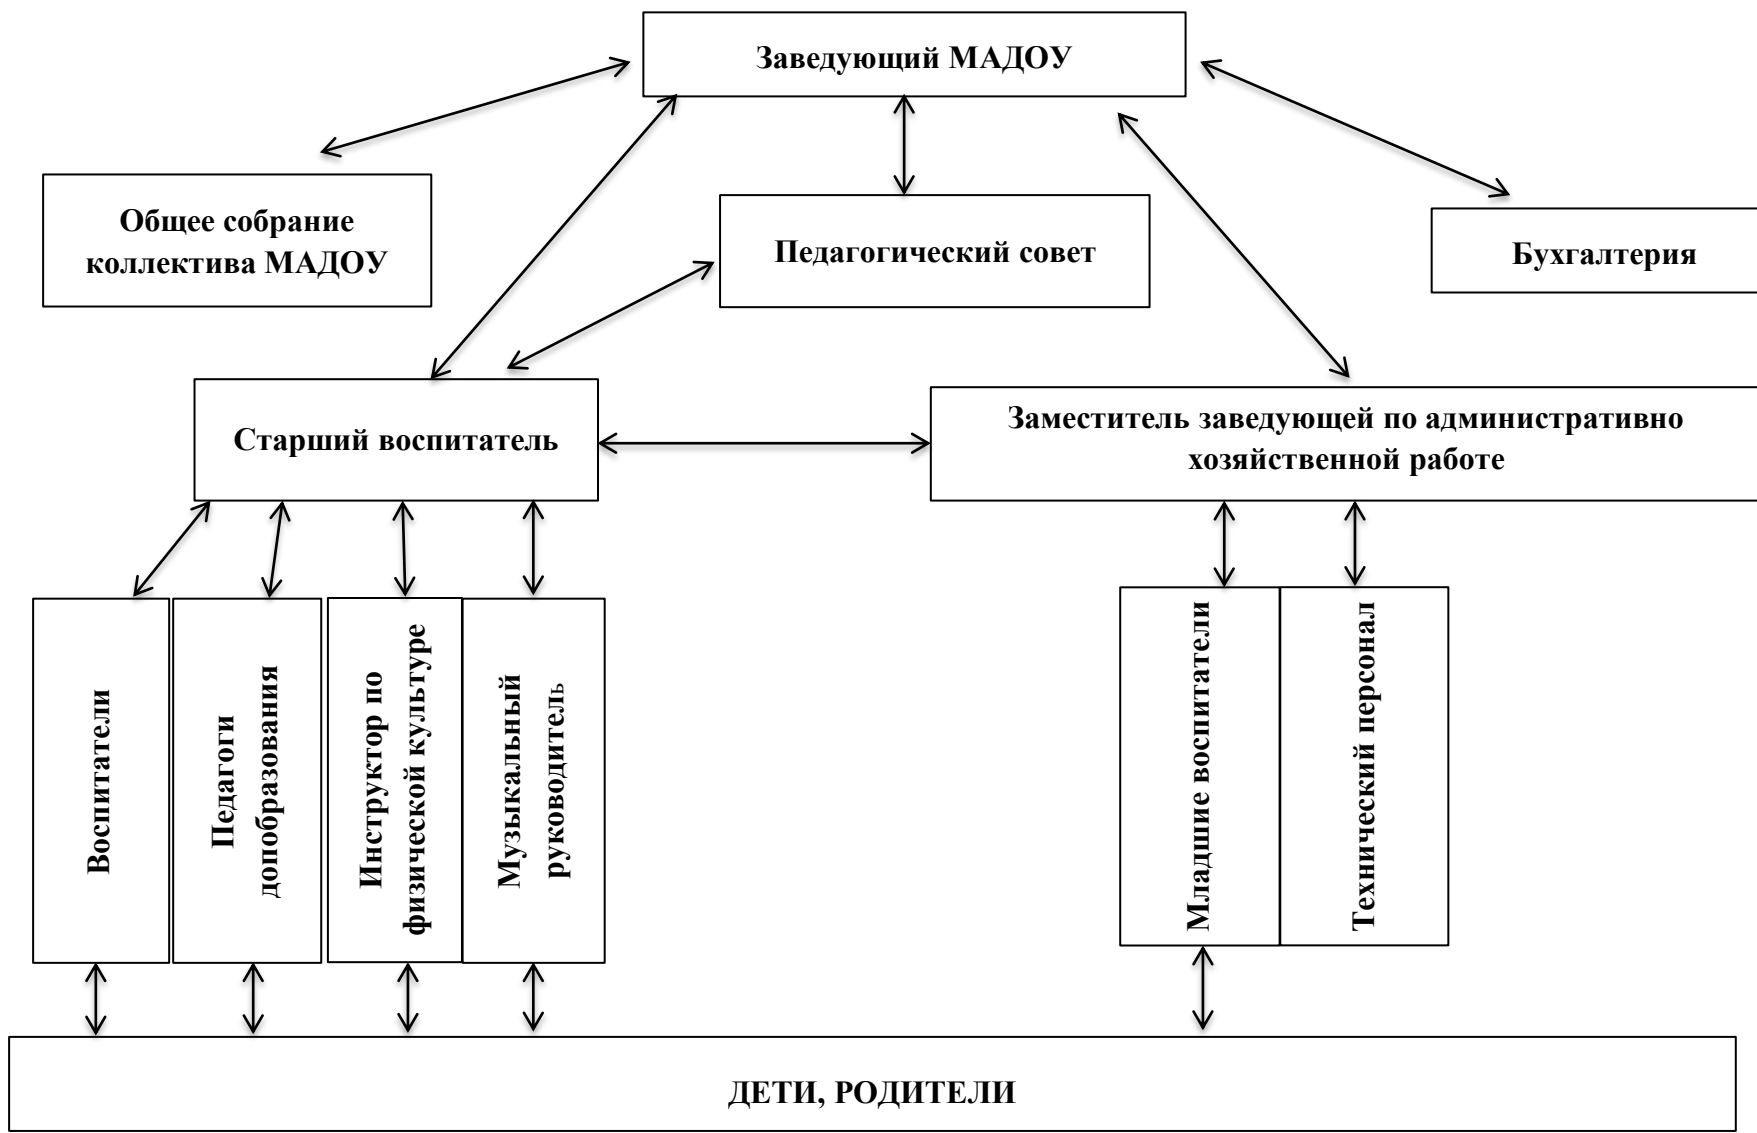 Заведующий МАДОУ
Общее собрание
коллектива МАДОУ
Педагогический совет
Бухгалтерия
Старший воспитатель
Заместитель заведующей по административно
хозяйственной работе
Воспитатели
Педагоги
допобразования
Инструктор по
физической культуре
Музыкальный
руководитель
Младшие воспитатели
Технический персонал
ДЕТИ, РОДИТЕЛИ